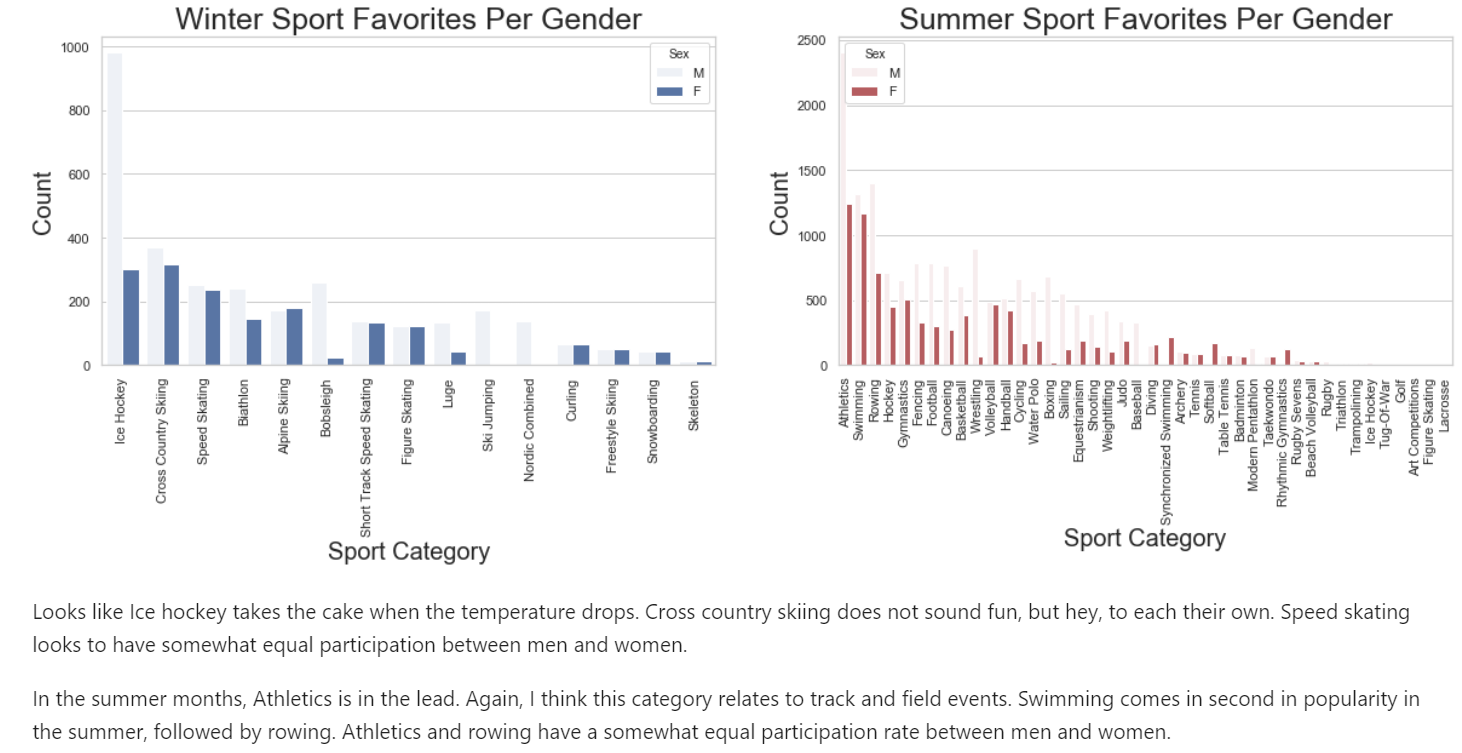 Winter Sport Favorites Per Gender
1000
800
600
400
200
0
Count
Sex
M
F
Ice Hockey
Cross Country Skiing
Speed Skating
Biathlon
Alpine Skiing
Bobsleigh
Short Track Speed Skating
Figure Skating
Luge
Ski Jumping
Nordic Combined
Curling
Freestyle Skiing
Snowboarding
Skeleton
Sport Category
Summer Sport Favorites Per Gender
2500
2000
1500
1000
500
0
Count
Sex
M
F
Athletics
Swimming
Rowing
Hockey
Gymnastics
Fencing
Football
Canoeing
Basketball
Wrestling
Volleyball
Handball
Cycling
Water Polo
Boxing
Sailing
Equestrianism
Shooting
Weightlifting
Judo
Baseball
Diving
Synchronized Swimming
Archery
Tennis
Softball
Table Tennis
Badminton
Modern Pentathlon
Taekwondo
Rhythmic Gymnastics
Rugby Sevens
Beach Volleyball
Rugby
Triathlon
Trampolining
Ice Hockey
Tug-Of-War
Golf
Art Competitions
Figure Skating
Lacrosse
Sport Category
Looks like Ice hockey takes the cake when the temperature drops. Cross country skiing does not sound fun, but hey, to each their own. Speed skating
looks to have somewhat equal participation between men and women.
In the summer months, Athletics is in the lead. Again, I think this category relates to track and field events. Swimming comes in second in popularity in
the summer, followed by rowing. Athletics and rowing have a somewhat equal participation rate between men and women.